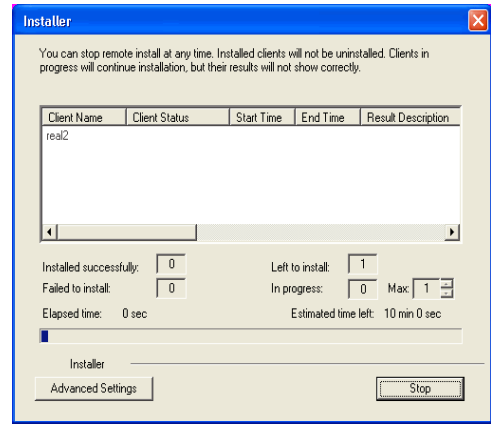 Installer
You can stop remote install at any time. Installed clients will not be uninstalled. Clients in
progress will continue installation, but their results will not show correctly.
Client Name Client Status Start Time End Time Result Description
real2
Installed successfully: 0 Left to install: 1
Failed to install: 0 In progress: 0 Max: 1
Elapsed time: 0 sec Estimated time left: 10 min 0 sec
Installer
Advanced Settings Stop